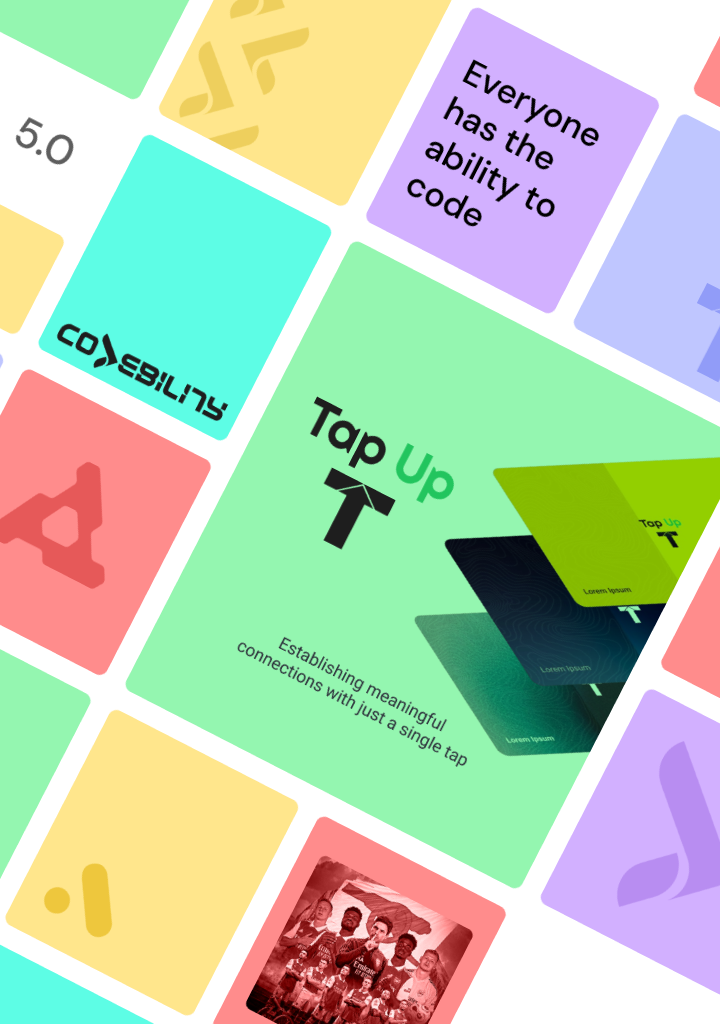 5.0
Everyone
has the
ability to
code
CODEBILITY
Tap Up
T
Tap Up
T
Lorem Ipsum
Lorem Ipsum
Lorem Ipsum
Establishing meaningful
connections with just a single tap
Emirates